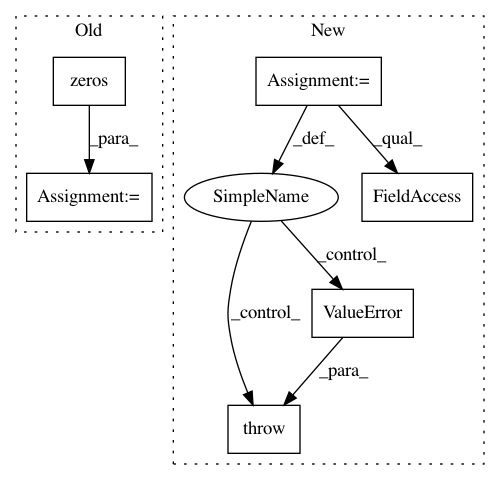 Old
New
zeros
Assignment:=
_para_
_def_
_qual_
Assignment:=
SimpleName
FieldAccess
_control_
_control_
ValueError
_para_
throw